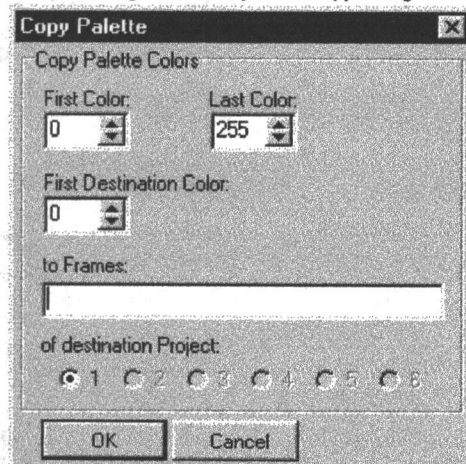 Copy Palette
Copy Palette Colors
First Color: Last Color:
0 255
First Destination Color:
0
to Frames:
of destination Project:
1 2 3 4 5 6
OK Cancel